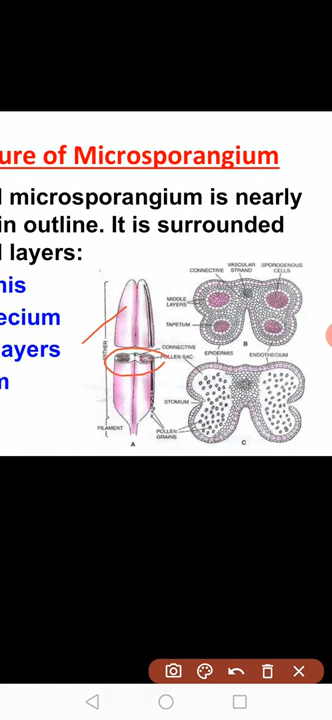 ure of Microsporangium
microsporangium is nearly
in outline. It is surrounded
layers:
nis
ecium
ayers
VASCULAR STRAND
SPOROGENOUS CELLS
CONNECTIVE
MIDDLE LAYERS
TAPETUM
B
EPIDERMIS
ENDOTHECIUM
CONNECTIVE
POLLEN SAC
STOMIUM
FILAMENT
POLLEN GRAINS
A
C